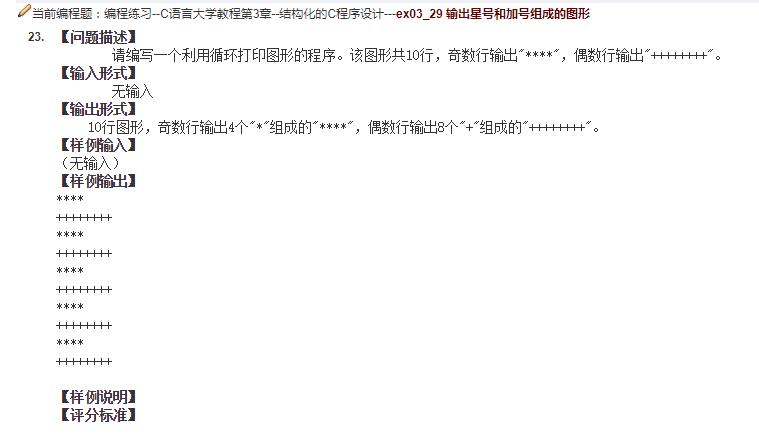 当前编程题：编程练习--C语言大学教程第3章--结构化的C程序设计---ex03_29 输出星号和加号组成的图形
23. 【问题描述】
请编写一个利用循环打印图形的程序。该图形共10行，奇数行输出"****"，偶数行输出"++++++++"。
【输入形式】
无输入
【输出形式】
10行图形，奇数行输出4个"*"组成的"****"，偶数行输出8个"+"组成的"++++++++"。
【样例输入】
（无输入）
【样例输出】
****
++++++++
****
++++++++
****
++++++++
****
++++++++
****
++++++++
【样例说明】
【评分标准】